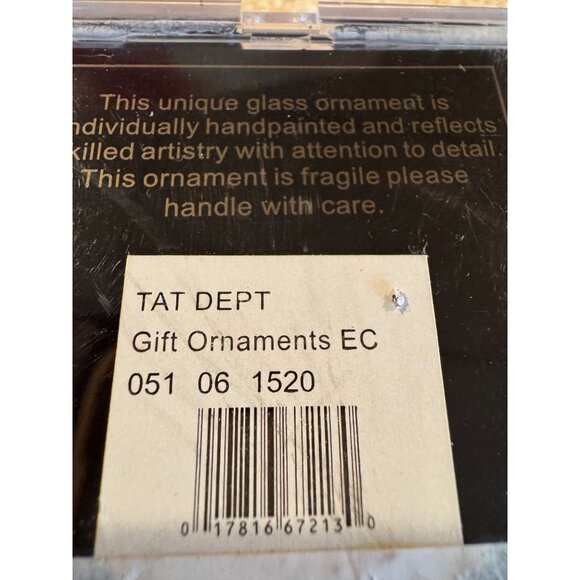 This unique glass ornament is
ndividually handpainted and reflects
killed artistry with attention to detail.
This ornament is fragile please
handle with care.
TAT DEPT
Gift Ornaments EC
051 06 1520
0 17816 67213 0